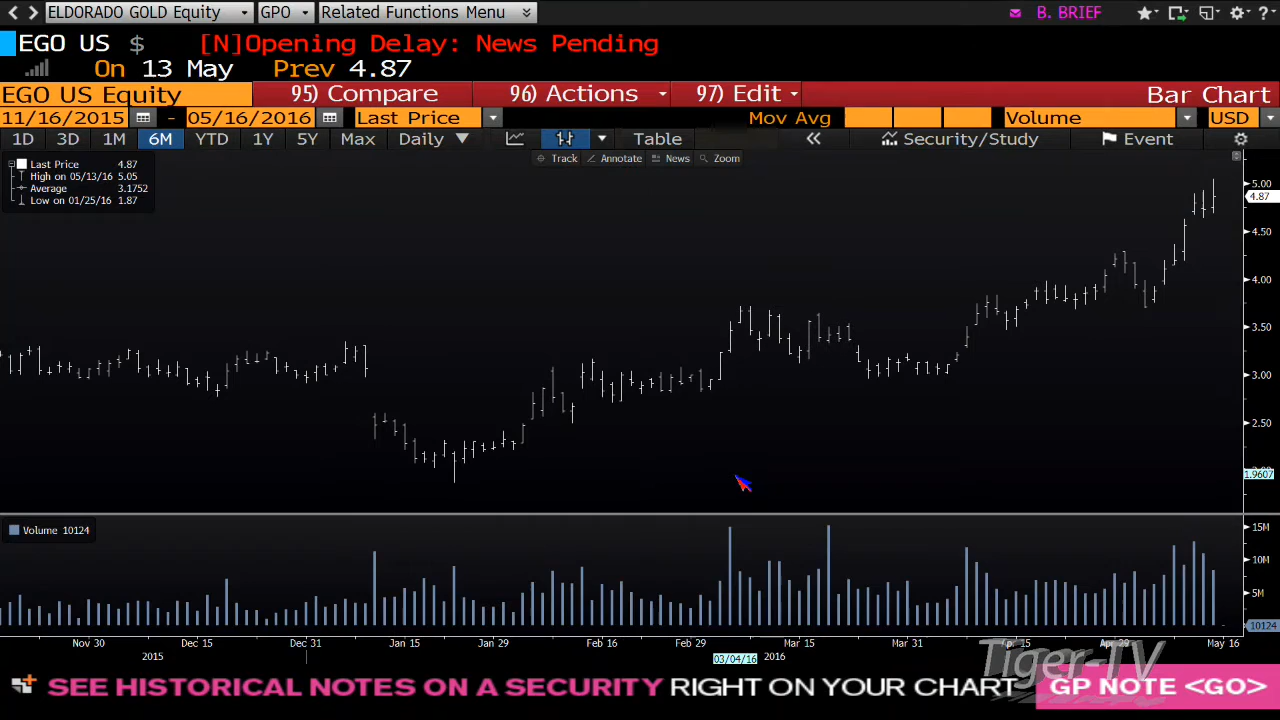 ELDORADO GOLD Equity GPO Related Functions Menu B. BRIEF
EGO US $ [N]Opening Delay: News Pending
On 13 May Prev 4.87
EGO US Equity 95) Compare 96) Actions 97) Edit Bar Chart
11/16/2015 - 05/16/2016 Last Price Mov Avg Volume USD
1D 3D 1M 6M YTD 1Y 5Y Max Daily Table Security/Study Event
Track Annotate News Zoom
Last Price 4.87
High on 05/13/16 5.05
Average 3.1752
Low on 01/25/16 1.87
5.00
4.87
4.50
4.00
3.50
3.00
2.50
1.9607
Volume 10124
15M
10M
5M
10124
Nov 30 Dec 15 Dec 31 Jan 15 Jan 29 Feb 16 Feb 29 Mar 15 Mar 31 Apr 29 May 16
2015 03/04/16 2016
Tiger-TV
SEE HISTORICAL NOTES ON A SECURITY RIGHT ON YOUR CHART GP NOTE <GO>